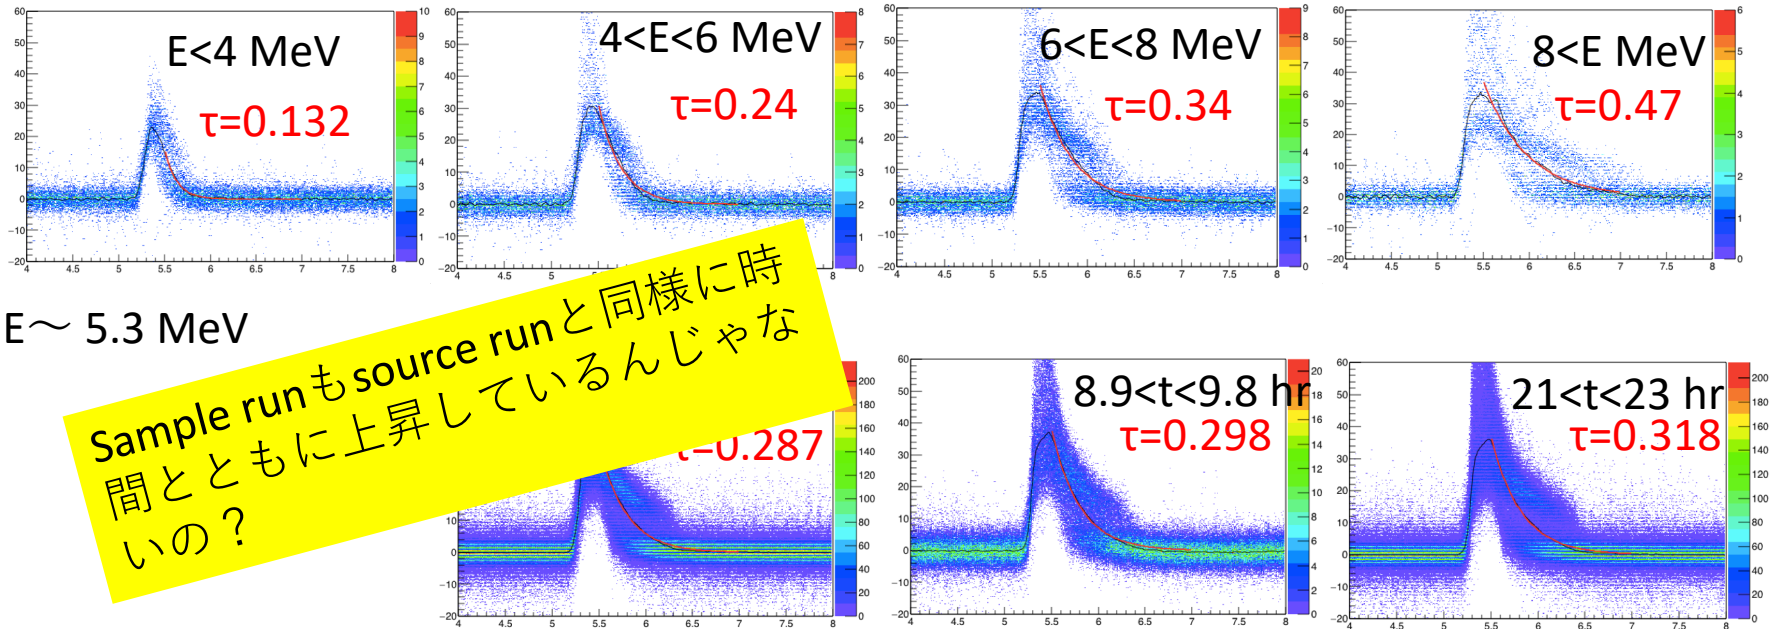 E<4 MeV
τ=0.132
4<E<6 MeV
τ=0.24
6<E<8 MeV
τ=0.34
8<E MeV
τ=0.47
E～ 5.3 MeV
Sample runもsource runと同様に時
間とともに上昇しているんじゃな
いの？
τ=0.287
8.9<t<9.8 hr
τ=0.298
21<t<23 hr
τ=0.318